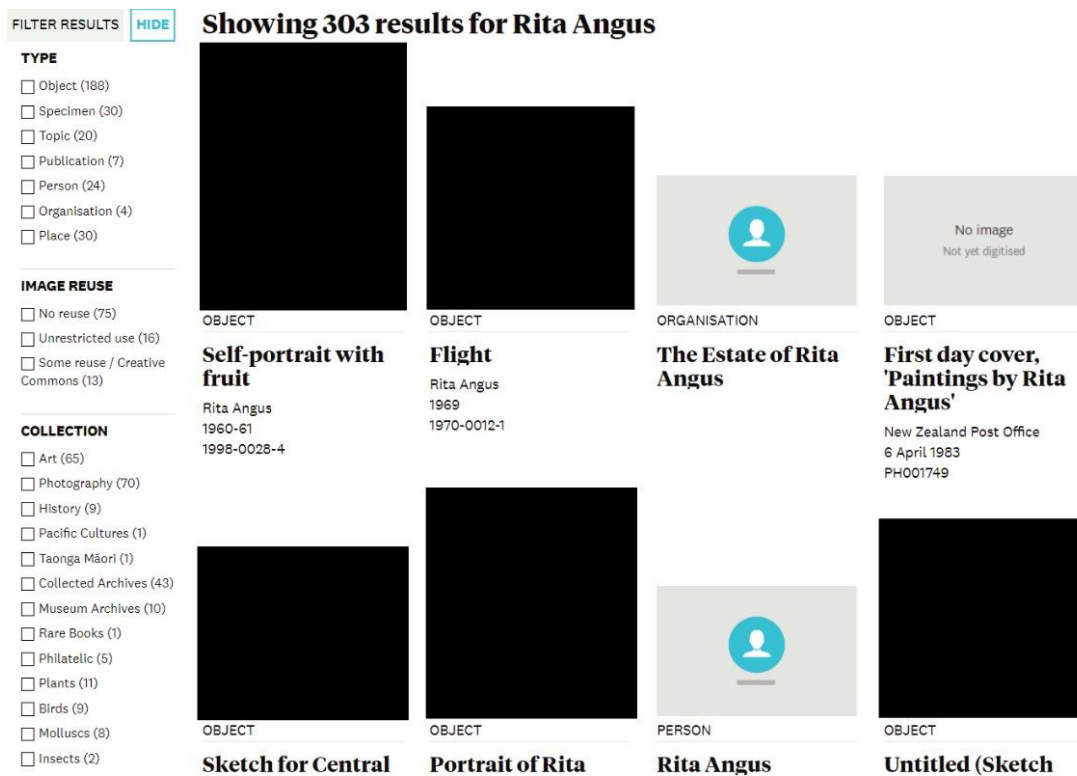 FILTER RESULTS HIDE
TYPE
Object (188)
Specimen (30)
Topic (20)
Publication (7)
Person (24)
Organisation (4)
Place (30)
IMAGE REUSE
No reuse (75)
Unrestricted use (16)
Some reuse / Creative
Commons (13)
COLLECTION
Art (65)
Photography (70)
History (9)
Pacific Cultures (1)
Taonga Māori (1)
Collected Archives (43)
Museum Archives (10)
Rare Books (1)
Philatelic (5)
Plants (11)
Birds (9)
Molluscs (8)
Insects (2)
Showing 303 results for Rita Angus
OBJECT
Self-portrait with
fruit
Rita Angus
1960-61
1998-0028-4
OBJECT
Flight
Rita Angus
1969
1970-0012-1
ORGANISATION
The Estate of Rita
Angus
No image
Not yet digitised
OBJECT
First day cover,
'Paintings by Rita
Angus'
New Zealand Post Office
6 April 1983
PH001749
OBJECT
Sketch for Central
OBJECT
Portrait of Rita
PERSON
Rita Angus
OBJECT
Untitled (Sketch